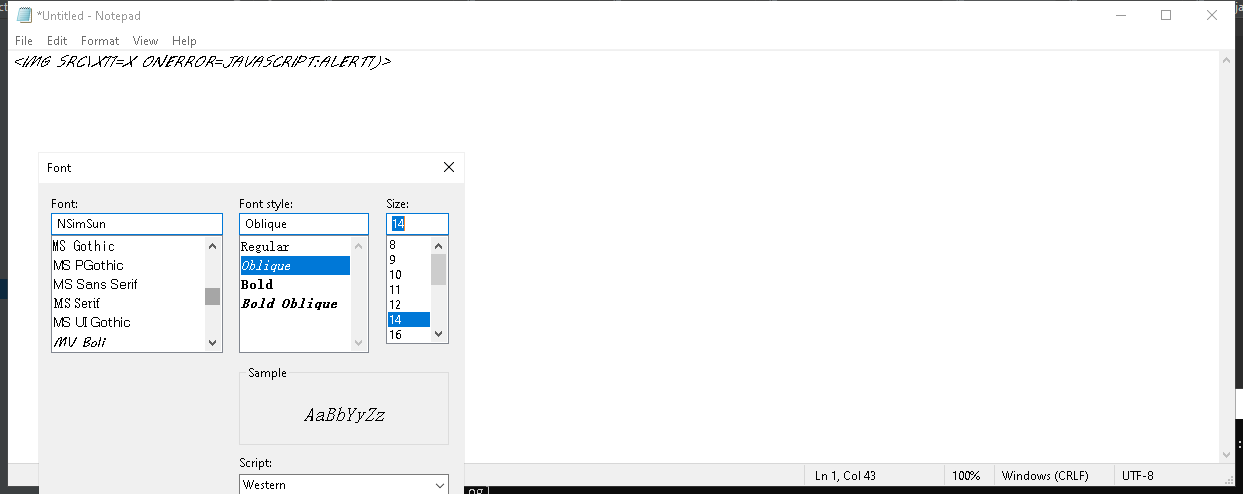 *Untitled - Notepad
File Edit Format View Help
<IMG SRC\XTT=X ONERROR=JAVASCRIPT:ALERTT)>
Font
Font: Font style: Size:
NSimSun Oblique 14
MS Gothic Regular 8
MS PGothic Oblique 9
MS Sans Serif Bold 10
MS Serif Bold Oblique 11
MS UI Gothic 12
MV Boli 14
16
Sample
AaBbYyZz
Script:
Western
Ln 1, Col 43 100% Windows (CRLF) UTF-8